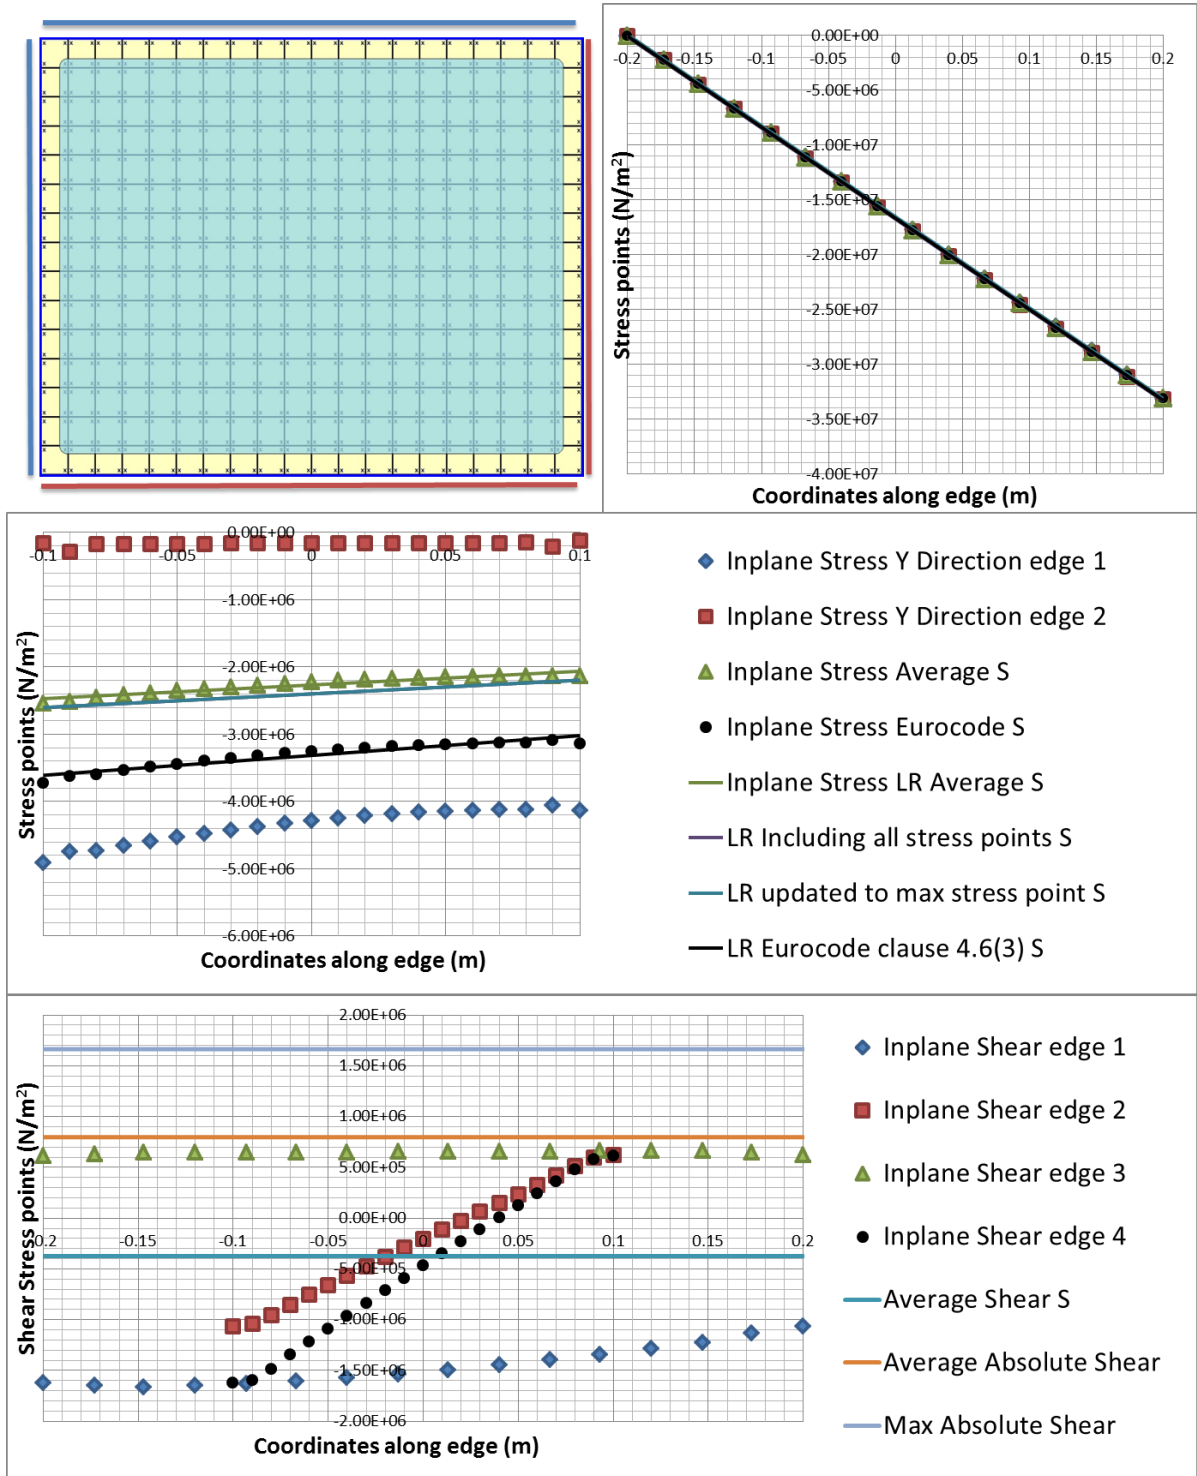 0.00E+00
-0.2 -0.15 -0.1 -0.05 0 0.05 0.1 0.15 0.2
-5.00E+06
-1.00E+07
-1.50E+07
-2.00E+07
-2.50E+07
-3.00E+07
-3.50E+07
-4.00E+07
Stress points (N/m²)
Coordinates along edge (m)
0.00E+00
-0.1 -0.05 0 0.05 0.1
-1.00E+06
-2.00E+06
-3.00E+06
-4.00E+06
-5.00E+06
-6.00E+06
Stress points (N/m²)
Coordinates along edge (m)
Inplane Stress Y Direction edge 1
Inplane Stress Y Direction edge 2
Inplane Stress Average S
Inplane Stress Eurocode S
Inplane Stress LR Average S
LR Including all stress points S
LR updated to max stress point S
LR Eurocode clause 4.6(3) S
2.00E+06
1.50E+06
1.00E+06
5.00E+05
0.00E+00
-0.2 -0.15 -0.1 -0.05 0 0.05 0.1 0.15 0.2
-5.00E+05
-1.00E+06
-1.50E+06
-2.00E+06
Shear Stress points (N/m²)
Coordinates along edge (m)
Inplane Shear edge 1
Inplane Shear edge 2
Inplane Shear edge 3
Inplane Shear edge 4
Average Shear S
Average Absolute Shear
Max Absolute Shear